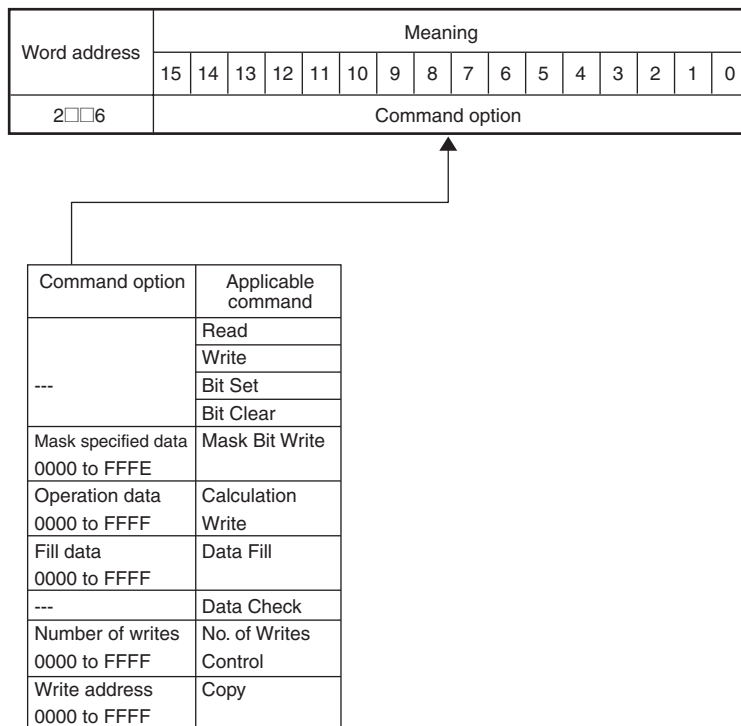 Word address
Meaning
15 14 13 12 11 10 9 8 7 6 5 4 3 2 1 0
2□□6 Command option
Command option Applicable
command
Read
Write
--- Bit Set
Bit Clear
Mask specified data Mask Bit Write
0000 to FFFE
Operation data Calculation
0000 to FFFF Write
Fill data Data Fill
0000 to FFFF
--- Data Check
Number of writes No. of Writes
0000 to FFFF Control
Write address Copy
0000 to FFFF